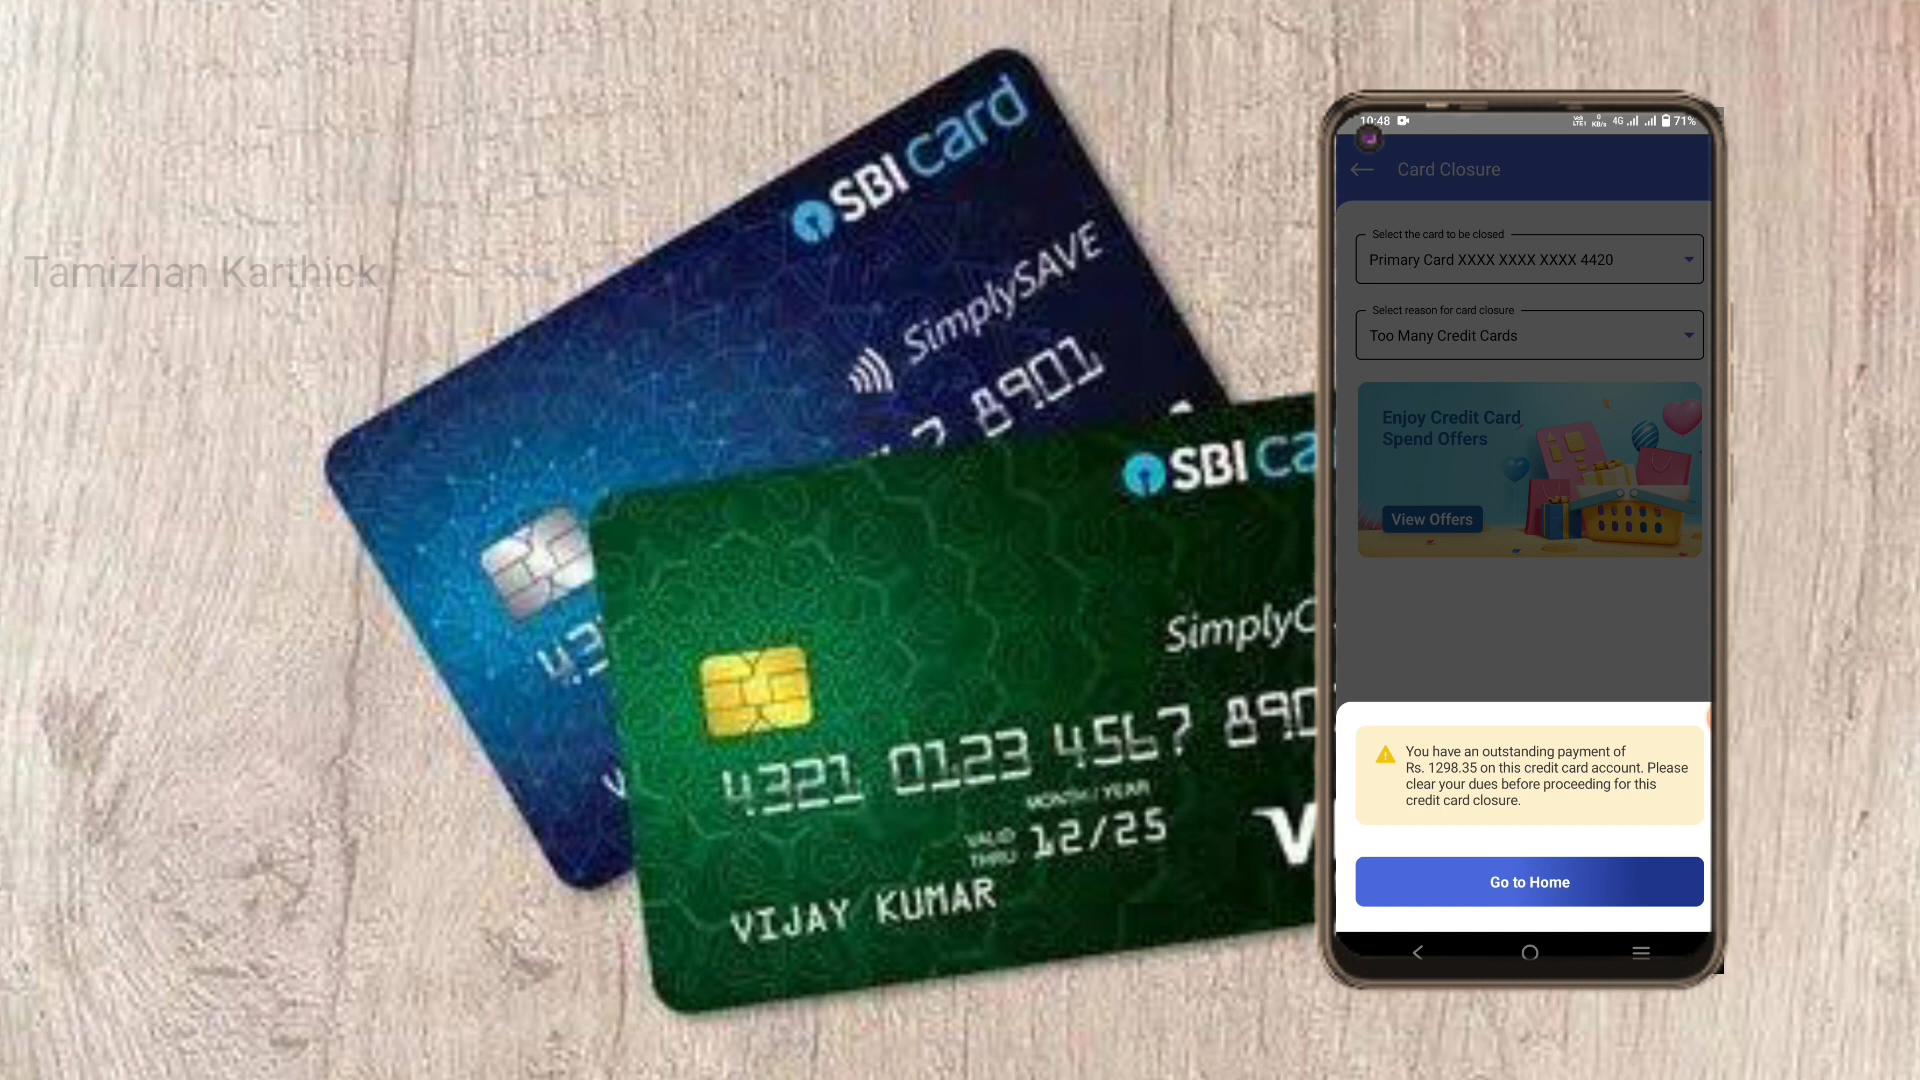 Tamizhan Karthick
SBI card
SimplySAVE
8901
SBI
4321 0123 4567
MONTH / YEAR
VALID
THRU
12/25
VIJAY KUMAR
10:48
4G
71%
Card Closure
Select the card to be closed
Primary Card XXXX XXXX XXXX 4420
Select reason for card closure
Too Many Credit Cards
Enjoy Credit Card
Spend Offers
View Offers
You have an outstanding payment of
Rs. 1298.35 on this credit card account. Please
clear your dues before proceeding for this
credit card closure.
Go to Home